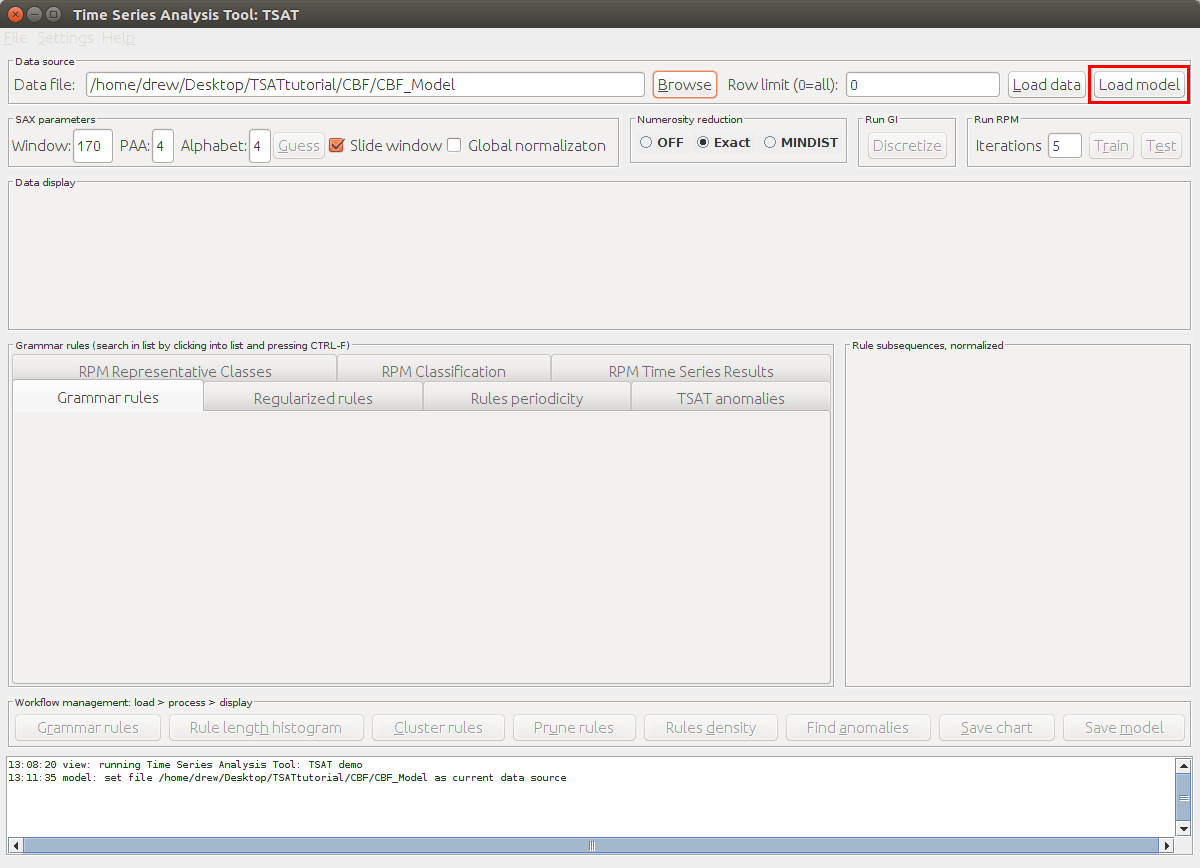 Time Series Analysis Tool: TSAT
File Settings Help
Data source
Data file: /home/drew/Desktop/TSATtutorial/CBF/CBF_Model Browse Row limit (0=all): 0 Load data Load model
SAX parameters
Window: 170 PAA: 4 Alphabet: 4 Guess Slide window Global normalizaton
Numerosity reduction
OFF Exact MINDIST
Run GI
Discretize
Run RPM
Iterations 5 Train Test
Data display
Grammar rules (search in list by clicking into list and pressing CTRL-F)
RPM Representative Classes RPM Classification RPM Time Series Results
Grammar rules Regularized rules Rules periodicity TSAT anomalies
Rule subsequences, normalized
Workflow management: load > process > display
Grammar rules Rule length histogram Cluster rules Prune rules Rules density Find anomalies Save chart Save model
13:08:20 view: running Time Series Analysis Tool: TSAT demo
13:11:35 model: set file /home/drew/Desktop/TSATtutorial/CBF/CBF_Model as current data source